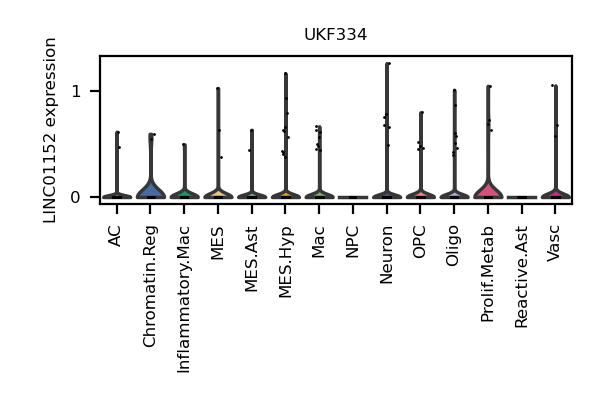 UKF334
LINC01152 expression
1
0
AC
Chromatin.Reg
Inflammatory.Mac
MES
MES.Ast
MES.Hyp
Mac
NPC
Neuron
OPC
Oligo
Prolif.Metab
Reactive.Ast
Vasc